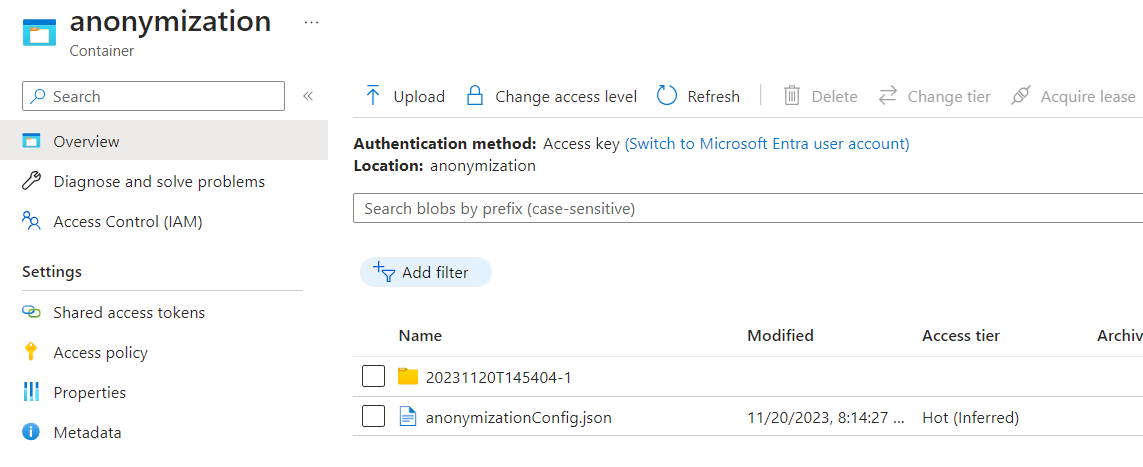 anonymization ...
Container
Search «
Overview
Diagnose and solve problems
Access Control (IAM)
Settings
Shared access tokens
Access policy
Properties
Metadata
Upload Change access level Refresh Delete Change tier Acquire lease
Authentication method: Access key (Switch to Microsoft Entra user account)
Location: anonymization
Search blobs by prefix (case-sensitive)
Add filter
Name Modified Access tier Archiv
20231120T145404-1
anonymizationConfig.json 11/20/2023, 8:14:27 ... Hot (Inferred)